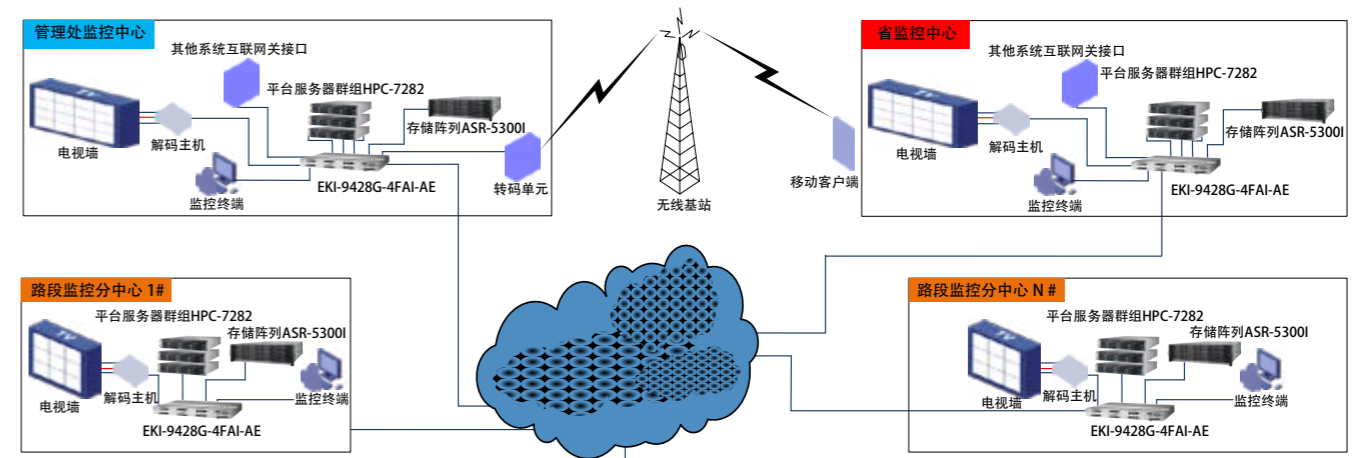 管理处监控中心
其他系统互联网关接口
平台服务器群组HPC-7282
TV
存储阵列ASR-5300I
电视墙
解码主机
EKI-9428G-4FAI-AE
转码单元
监控终端
无线基站
移动客户端
省监控中心
其他系统互联网关接口
平台服务器群组HPC-7282
TV
存储阵列ASR-5300I
电视墙
解码主机
EKI-9428G-4FAI-AE
监控终端
路段监控分中心 1#
平台服务器群组HPC-7282
TV
存储阵列ASR-5300I
解码主机
监控终端
电视墙
EKI-9428G-4FAI-AE
路段监控分中心 N #
平台服务器群组HPC-7282
TV
存储阵列ASR-5300I
解码主机
监控终端
电视墙
EKI-9428G-4FAI-AE